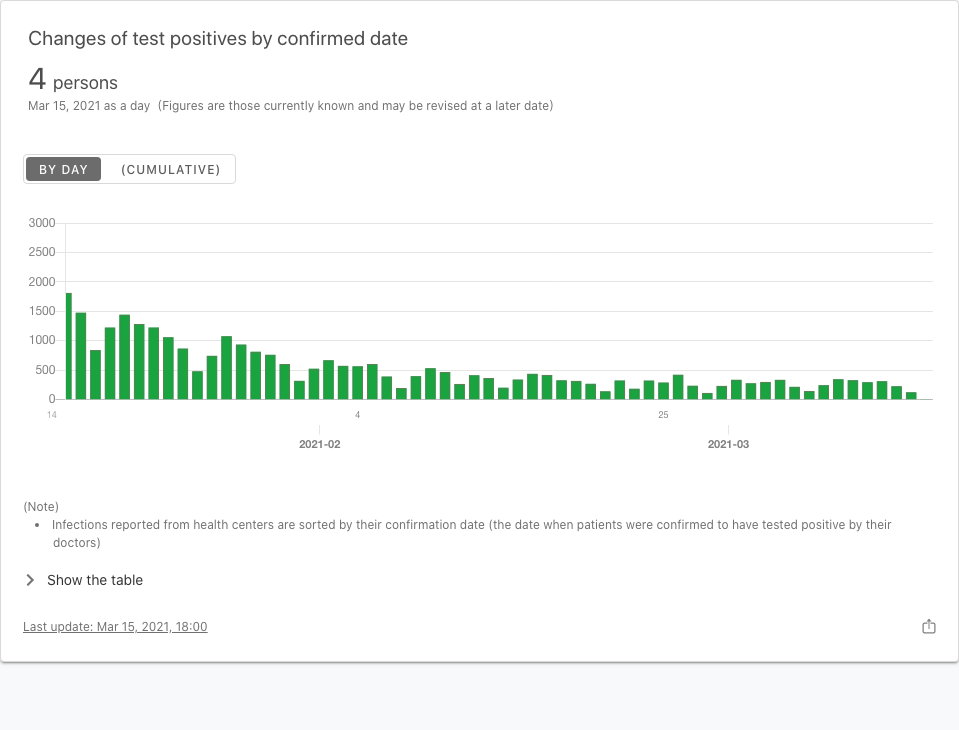 Changes of test positives by confirmed date
4 persons
Mar 15, 2021 as a day (Figures are those currently known and may be revised at a later date)
BY DAY (CUMULATIVE)
3000
2500
2000
1500
1000
500
0
14 4 25
2021-02 2021-03
(Note)
• Infections reported from health centers are sorted by their confirmation date (the date when patients were confirmed to have tested positive by their
doctors)
Show the table
Last update: Mar 15, 2021, 18:00